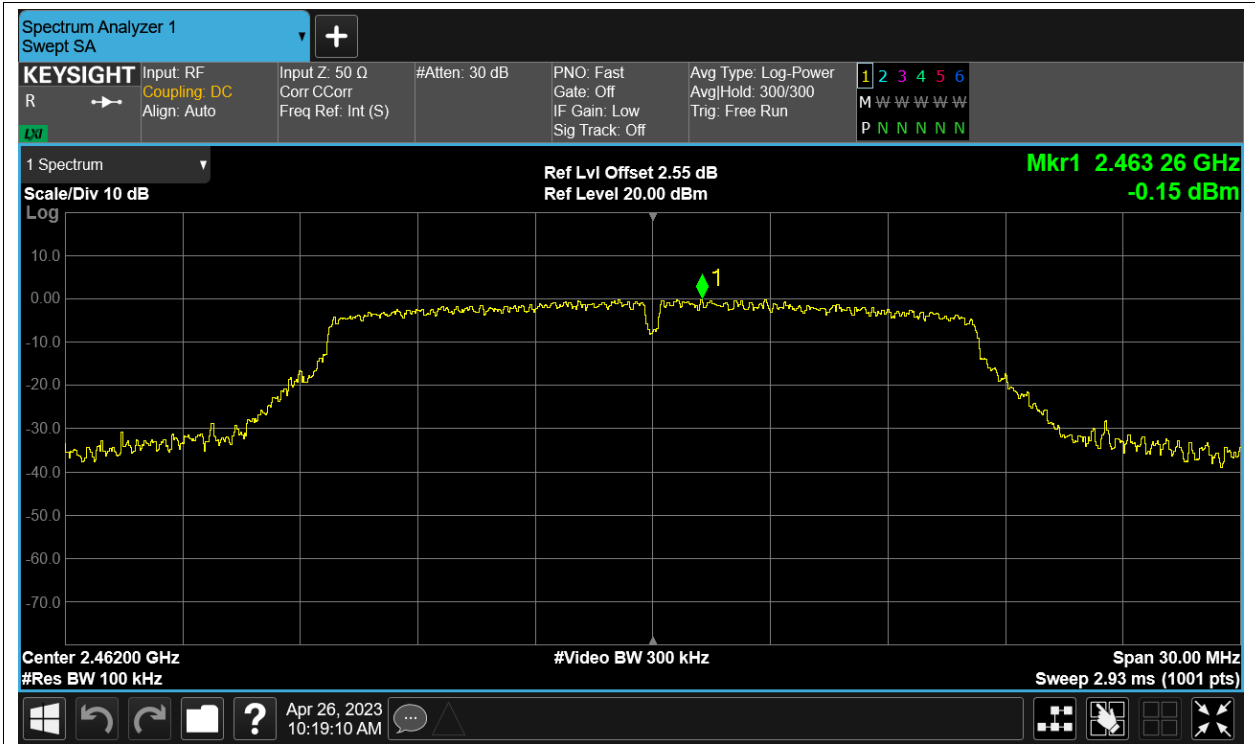 Spectrum Analyzer 1
Swept SA
KEYSIGHT
R
LXI
Input: RF
Coupling: DC
Align: Auto
Input Z: 50 Ω
Corr CCorr
Freq Ref: Int (S)
#Atten: 30 dB
PNO: Fast
Gate: Off
IF Gain: Low
Sig Track: Off
Avg Type: Log-Power
Avg|Hold: 300/300
Trig: Free Run
1 2 3 4 5 6
M W W W W W
P N N N N N
1 Spectrum
Scale/Div 10 dB
Log
Ref Lvl Offset 2.55 dB
Ref Level 20.00 dBm
Mkr1 2.463 26 GHz
-0.15 dBm
1
10.0
0.00
-10.0
-20.0
-30.0
-40.0
-50.0
-60.0
-70.0
Center 2.46200 GHz
#Res BW 100 kHz
#Video BW 300 kHz
Span 30.00 MHz
Sweep 2.93 ms (1001 pts)
?
Apr 26, 2023
10:19:10 AM